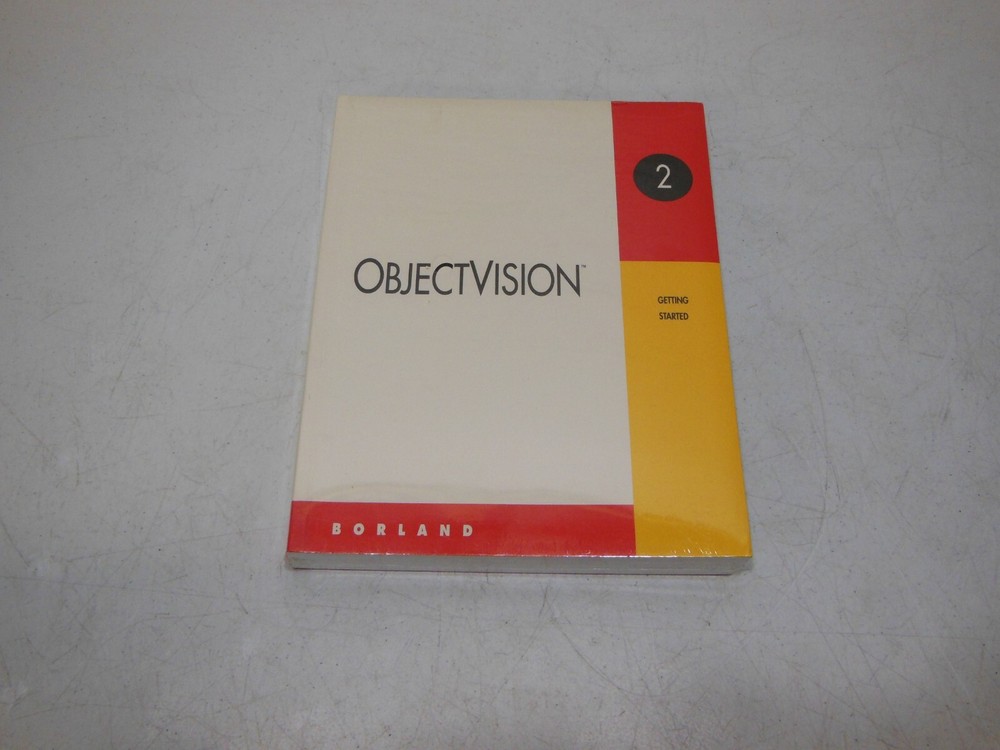 2
OBJECTVISION™
GETTING
STARTED
BORLAND